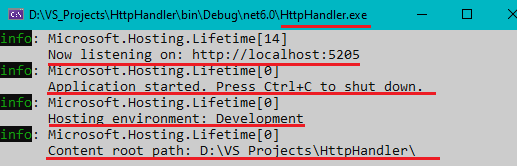 D:\VS_Projects\HttpHandler\bin\Debug\net6.0\HttpHandler.exe
info: Microsoft.Hosting.Lifetime[14]
Now listening on: http://localhost:5205
info: Microsoft.Hosting.Lifetime[0]
Application started. Press Ctrl+C to shut down.
info: Microsoft.Hosting.Lifetime[0]
Hosting environment: Development
info: Microsoft.Hosting.Lifetime[0]
Content root path: D:\VS_Projects\HttpHandler\